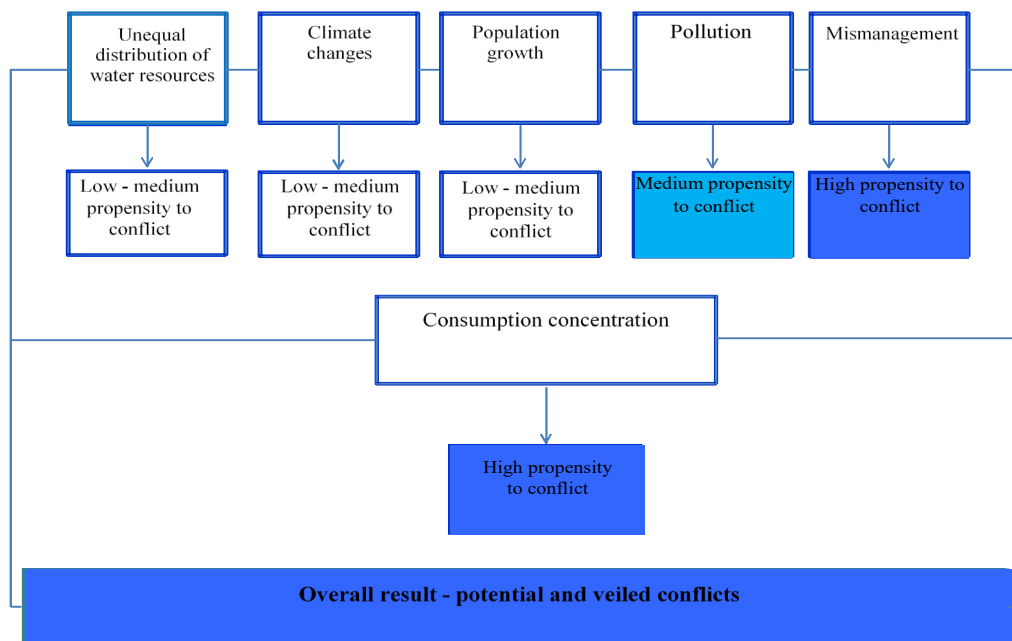 Unequal
distribution of
water resources
Climate
changes
Population
growth
Pollution
Mismanagement
Low - medium
propensity to
conflict
Low - medium
propensity to
conflict
Low - medium
propensity to
conflict
Medium propensity
to conflict
High propensity to
conflict
Consumption concentration
High propensity
to conflict
Overall result - potential and veiled conflicts